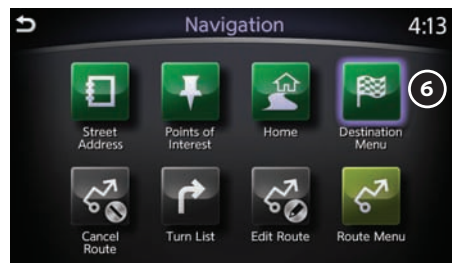 Navigation 4:13
6
Street
Address
Points of
Interest
Home
Destination
Menu
Cancel
Route
Turn List
Edit Route
Route Menu